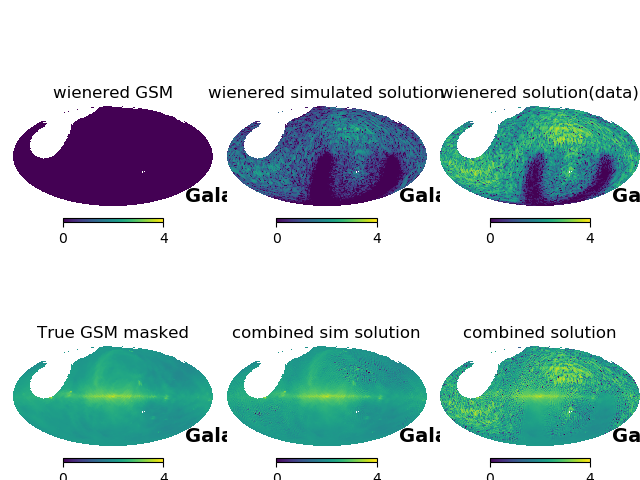 wienered GSM
wienered simulated solution
wienered solution(data)
Gala
Gala
Ga
0 4
0 4
0 4
True GSM masked
combined sim solution
combined solution
Gala
Gala
Ga
0 4
0 4
0 4